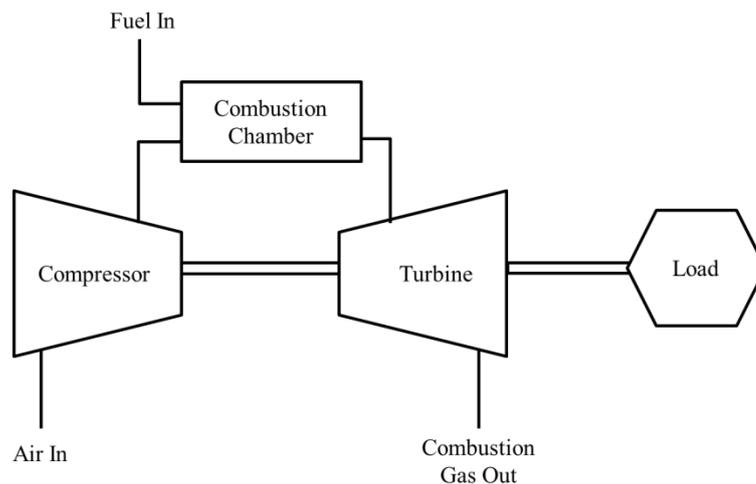 Fuel In
Combustion
Chamber
Compressor
Turbine
Load
Air In
Combustion
Gas Out